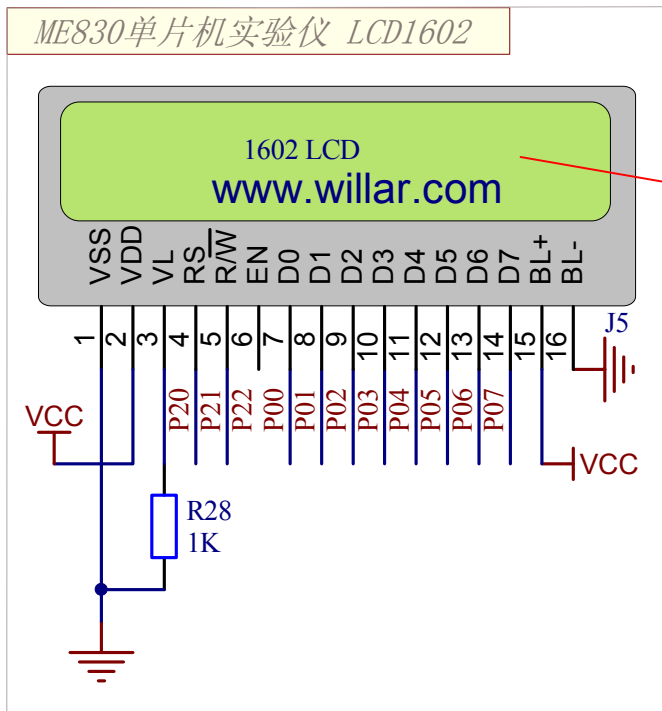 ME830单片机实验仪 LCD1602
1602 LCD
www.willar.com
VSS VDD VL RS R/W EN D0 D1 D2 D3 D4 D5 D6 D7 BL+ BL-
J5
1 2 3 4 5 6 7 8 9 10 11 12 13 14 15 16
P20 P21 P22 P00 P01 P02 P03 P04 P05 P06 P07
VCC
VCC
R28
1K